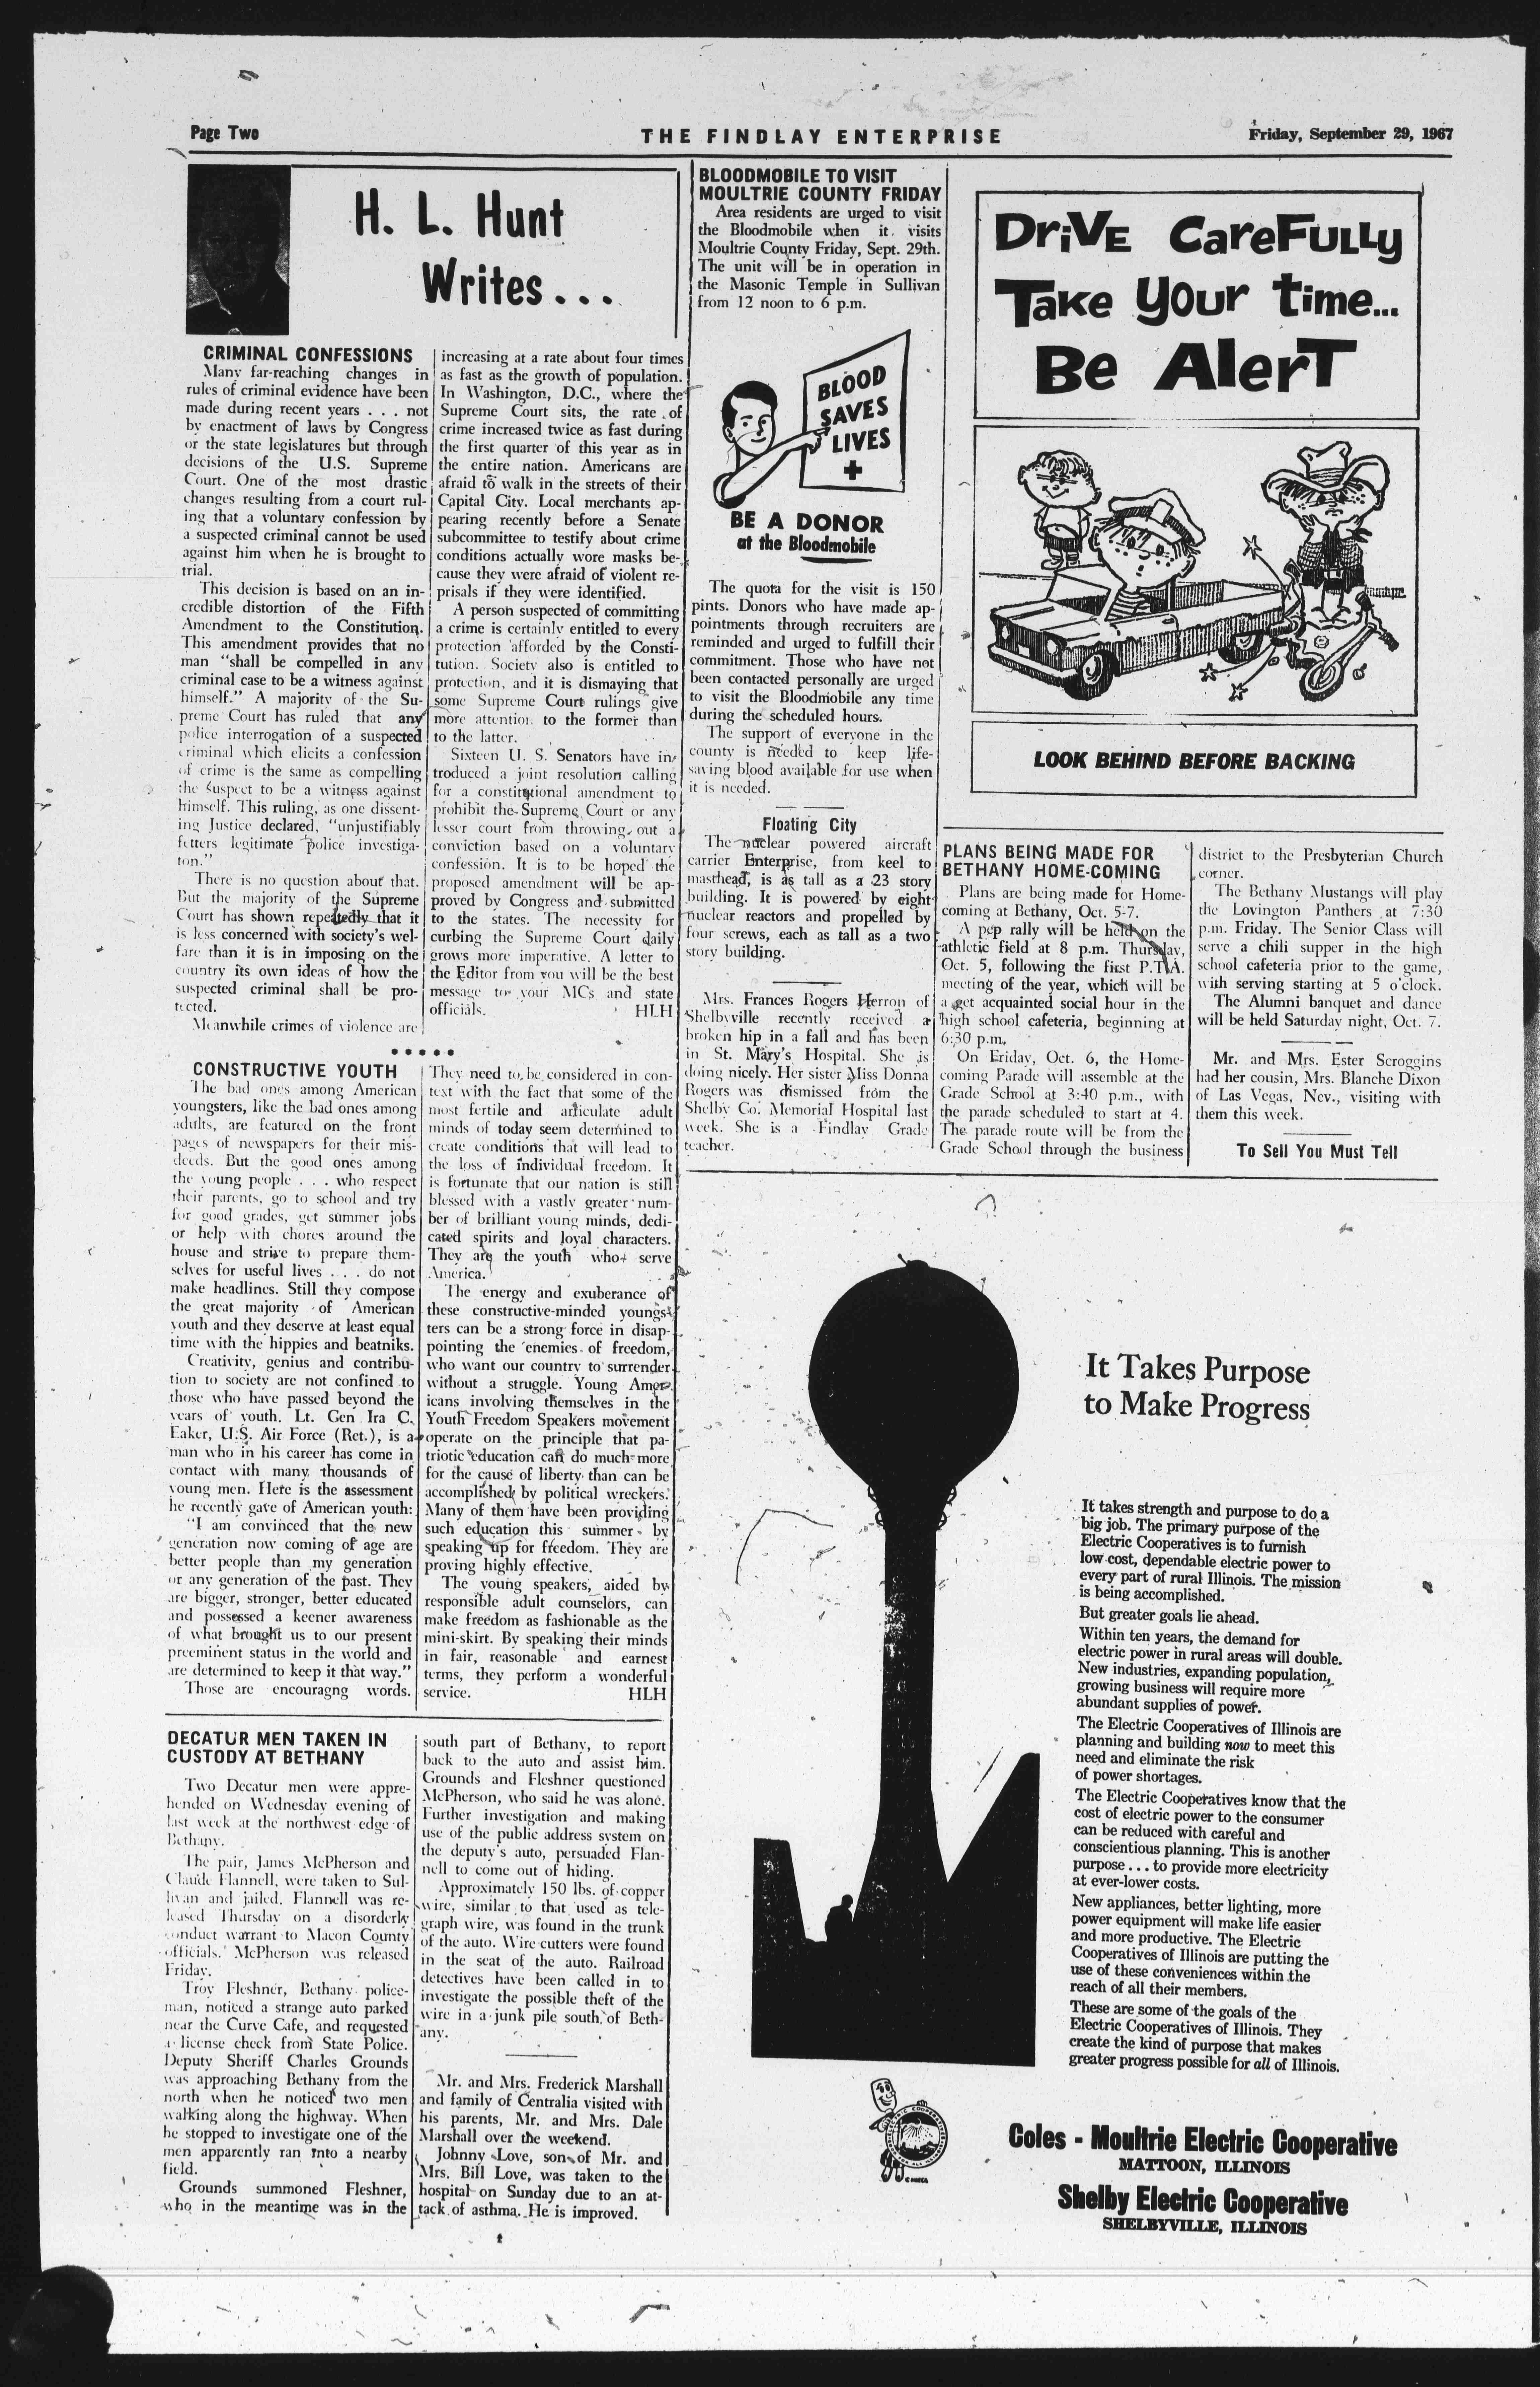 Page Two
THE FINDLAY ENTERPRISE
Friday, September 29, 1967
H. L. Hunt
Writes...
CRIMINAL CONFESSIONS
Many far-reaching changes in
rules of criminal evidence have been
made during recent years . . . not
by enactment of laws by Congress
or the state legislatures but through
decisions of the U.S. Supreme
Court. One of the most drastic
changes resulting from a court rul-
ing that a voluntary confession by
a suspected criminal cannot be used
against him when he is brought to
trial.
This decision is based on an in-
credible distortion of the Fifth
Amendment to the Constitution.
This amendment provides that no
man "shall be compelled in any
criminal case to be a witness against
himself." A majority of the Su-
preme Court has ruled that any
police interrogation of a suspected
criminal which elicits a confession
of crime is the same as compelling
the suspect to be a witness against
himself. This ruling, as one dissent-
ing Justice declared, "unjustifiably
fetters legitimate police investiga-
tion."
There is no question about that.
But the majority of the Supreme
Court has shown repeatedly that it
is less concerned with society's wel-
fare than it is in imposing on the
country its own ideas of how the
suspected criminal shall be pro-
tected.
Meanwhile crimes of violence are
increasing at a rate about four times
as fast as the growth of population.
In Washington, D.C., where the
Supreme Court sits, the rate of
crime increased twice as fast during
the first quarter of this year as in
the entire nation. Americans are
afraid to walk in the streets of their
Capital City. Local merchants ap-
pearing recently before a Senate
subcommittee to testify about crime
conditions actually wore masks be-
cause they were afraid of violent re-
prisals if they were identified.
A person suspected of committing
a crime is certainly entitled to every
protection afforded by the Consti-
tution. Society also is entitled to
protection, and it is dismaying that
some Supreme Court rulings give
more attention to the former than
to the latter.
Sixteen U. S. Senators have in-
troduced a joint resolution calling
for a constitutional amendment to
prohibit the Supreme Court or any
lesser court from throwing out a
conviction based on a voluntary
confession. It is to be hoped the
proposed amendment will be ap-
proved by Congress and submitted
to the states. The necessity for
curbing the Supreme Court daily
grows more imperative. A letter to
the Editor from you will be the best
message to your MCs and state
officials. HLH
• • • • •
CONSTRUCTIVE YOUTH
The bad ones among American
youngsters, like the bad ones among
adults, are featured on the front
pages of newspapers for their mis-
deeds. But the good ones among
the young people . . . who respect
their parents, go to school and try
for good grades, get summer jobs
or help with chores around the
house and strive to prepare them-
selves for useful lives . . . do not
make headlines. Still they compose
the great majority of American
youth and they deserve at least equal
time with the hippies and beatniks.
Creativity, genius and contribu-
tion to society are not confined to
those who have passed beyond the
years of youth. Lt. Gen Ira C.
Eaker, U.S. Air Force (Ret.), is a
man who in his career has come in
contact with many thousands of
young men. Here is the assessment
he recently gave of American youth:
"I am convinced that the new
generation now coming of age are
better people than my generation
or any generation of the past. They
are bigger, stronger, better educated
and possessed a keener awareness
of what brought us to our present
preeminent status in the world and
are determined to keep it that way."
Those are encouragng words.
They need to be considered in con-
text with the fact that some of the
most fertile and articulate adult
minds of today seem determined to
create conditions that will lead to
the loss of individual freedom. It
is fortunate that our nation is still
blessed with a vastly greater num-
ber of brilliant young minds, dedi-
cated spirits and loyal characters.
They are the youth who serve
America.
The energy and exuberance of
these constructive-minded youngs-
ters can be a strong force in disap-
pointing the enemies of freedom,
who want our country to surrender
without a struggle. Young Amer-
icans involving themselves in the
Youth Freedom Speakers movement
operate on the principle that pa-
triotic education can do much more
for the cause of liberty than can be
accomplished by political wreckers.
Many of them have been providing
such education this summer by
speaking up for freedom. They are
proving highly effective.
The young speakers, aided by
responsible adult counselors, can
make freedom as fashionable as the
mini-skirt. By speaking their minds
in fair, reasonable and earnest
terms, they perform a wonderful
service. HLH
DECATUR MEN TAKEN IN
CUSTODY AT BETHANY
Two Decatur men were appre-
hended on Wednesday evening of
last week at the northwest edge of
Bethany.
The pair, James McPherson and
Claude Flannell, were taken to Sul-
livan and jailed. Flannell was re-
leased Thursday on a disorderly
conduct warrant to Macon County
officials. McPherson was released
Friday.
Troy Fleshner, Bethany police-
man, noticed a strange auto parked
near the Curve Cafe, and requested
a license check from State Police.
Deputy Sheriff Charles Grounds
was approaching Bethany from the
north when he noticed two men
walking along the highway. When
he stopped to investigate one of the
men apparently ran into a nearby
field.
Grounds summoned Fleshner,
who in the meantime was in the
south part of Bethany, to report
back to the auto and assist him.
Grounds and Fleshner questioned
McPherson, who said he was alone.
Further investigation and making
use of the public address system on
the deputy's auto, persuaded Flan-
nell to come out of hiding.
Approximately 150 lbs. of copper
wire, similar to that used as tele-
graph wire, was found in the trunk
of the auto. Wire cutters were found
in the seat of the auto. Railroad
detectives have been called in to
investigate the possible theft of the
wire in a junk pile south of Beth-
any.
Mr. and Mrs. Frederick Marshall
and family of Centralia visited with
his parents, Mr. and Mrs. Dale
Marshall over the weekend.
Johnny Love, son of Mr. and
Mrs. Bill Love, was taken to the
hospital on Sunday due to an at-
tack of asthma. He is improved.
BLOODMOBILE TO VISIT
MOULTRIE COUNTY FRIDAY
Area residents are urged to visit
the Bloodmobile when it visits
Moultrie County Friday, Sept. 29th.
The unit will be in operation in
the Masonic Temple in Sullivan
from 12 noon to 6 p.m.
BLOOD
SAVES
LIVES
+
BE A DONOR
at the Bloodmobile
The quota for the visit is 150
pints. Donors who have made ap-
pointments through recruiters are
reminded and urged to fulfill their
commitment. Those who have not
been contacted personally are urged
to visit the Bloodmobile any time
during the scheduled hours.
The support of everyone in the
county is needed to keep life-
saving blood available for use when
it is needed.
Floating City
The nuclear powered aircraft
carrier Enterprise, from keel to
masthead, is as tall as a 23 story
building. It is powered by eight
nuclear reactors and propelled by
four screws, each as tall as a two
story building.
Mrs. Frances Rogers Herron of
Shelbyville recently received a
broken hip in a fall and has been
in St. Mary's Hospital. She is
doing nicely. Her sister Miss Donna
Rogers was dismissed from the
Shelby Co. Memorial Hospital last
week. She is a Findlay Grade
teacher.
DriVE CareFULLy
Take your time...
Be AlerT
LOOK BEHIND BEFORE BACKING
PLANS BEING MADE FOR
BETHANY HOME-COMING
Plans are being made for Home-
coming at Bethany, Oct. 5-7.
A pep rally will be held on the
athletic field at 8 p.m. Thursday,
Oct. 5, following the first P.T.A.
meeting of the year, which will be
a get acquainted social hour in the
high school cafeteria, beginning at
6:30 p.m.
On Friday, Oct. 6, the Home-
coming Parade will assemble at the
Grade School at 3:40 p.m., with
the parade scheduled to start at 4.
The parade route will be from the
Grade School through the business
district to the Presbyterian Church
corner.
The Bethany Mustangs will play
the Lovington Panthers at 7:30
p.m. Friday. The Senior Class will
serve a chili supper in the high
school cafeteria prior to the game,
with serving starting at 5 o'clock.
The Alumni banquet and dance
will be held Saturday night, Oct. 7.
Mr. and Mrs. Ester Scroggins
had her cousin, Mrs. Blanche Dixon
of Las Vegas, Nev., visiting with
them this week.
To Sell You Must Tell
It Takes Purpose
to Make Progress
It takes strength and purpose to do a
big job. The primary purpose of the
Electric Cooperatives is to furnish
low cost, dependable electric power to
every part of rural Illinois. The mission
is being accomplished.
But greater goals lie ahead.
Within ten years, the demand for
electric power in rural areas will double.
New industries, expanding population,
growing business will require more
abundant supplies of power.
The Electric Cooperatives of Illinois are
planning and building now to meet this
need and eliminate the risk
of power shortages.
The Electric Cooperatives know that the
cost of electric power to the consumer
can be reduced with careful and
conscientious planning. This is another
purpose . . . to provide more electricity
at ever-lower costs.
New appliances, better lighting, more
power equipment will make life easier
and more productive. The Electric
Cooperatives of Illinois are putting the
use of these conveniences within the
reach of all their members.
These are some of the goals of the
Electric Cooperatives of Illinois. They
create the kind of purpose that makes
greater progress possible for all of Illinois.
Coles - Moultrie Electric Cooperative
MATTOON, ILLINOIS
Shelby Electric Cooperative
SHELBYVILLE, ILLINOIS